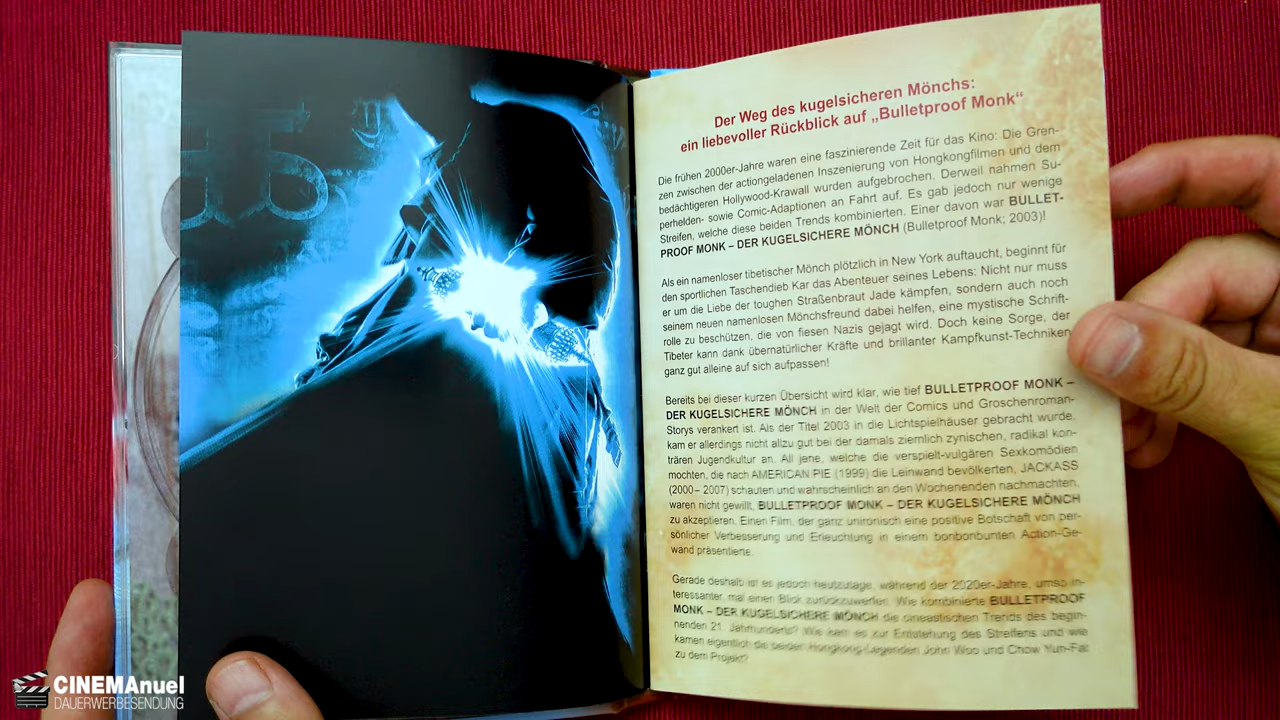 Der Weg des kugelsicheren Mönchs:
ein liebevoller Rückblick auf „Bulletproof Monk“
Die frühen 2000er-Jahre waren eine faszinierende Zeit für das Kino: Die Gren-
zen zwischen der actiongeladenen Inszenierung von Hongkongfilmen und dem
bedächtigeren Hollywood-Krawall wurden aufgebrochen. Derweil nahmen Su-
perhelden- sowie Comic-Adaptionen an Fahrt auf. Es gab jedoch nur wenige
Streifen, welche diese beiden Trends kombinierten. Einer davon war BULLET-
PROOF MONK – DER KUGELSICHERE MÖNCH (Bulletproof Monk; 2003)!
Als ein namenloser tibetischer Mönch plötzlich in New York auftaucht, beginnt für
den sportlichen Taschendieb Kar das Abenteuer seines Lebens: Nicht nur muss
er um die Liebe der toughen Straßenbraut Jade kämpfen, sondern auch noch
seinem neuen namenlosen Mönchsfreund dabei helfen, eine mystische Schrift-
rolle zu beschützen, die von fiesen Nazis gejagt wird. Doch keine Sorge, der
Tibeter kann dank übernatürlicher Kräfte und brillanter Kampfkunst-Techniken
ganz gut alleine auf sich aufpassen!
Bereits bei dieser kurzen Übersicht wird klar, wie tief BULLETPROOF MONK –
DER KUGELSICHERE MÖNCH in der Welt der Comics und Groschenroman-
Storys verankert ist. Als der Titel 2003 in die Lichtspielhäuser gebracht wurde,
kam er allerdings nicht allzu gut bei der damals ziemlich zynischen, radikal kon-
trären Jugendkultur an. All jene, welche die verspielt-vulgären Sexkomödien
mochten, die nach AMERICAN PIE (1999) die Leinwand bevölkerten, JACKASS
(2000– 2007) schauten und wahrscheinlich an den Wochenenden nachmachten,
waren nicht gewillt, BULLETPROOF MONK – DER KUGELSICHERE MÖNCH
zu akzeptieren. Einen Film, der ganz unironisch eine positive Botschaft von per-
sönlicher Verbesserung und Erleuchtung in einem bonbonbunten Action-Ge-
wand präsentierte.
Gerade deshalb ist es jedoch heutzutage, während der 2020er-Jahre, umso in-
teressanter, mal einen Blick zurückzuwerfen. Wie kombinierte BULLETPROOF
MONK – DER KUGELSICHERE MÖNCH die cineastischen Trends des begin-
nenden 21. Jahrhunderts? Wie kam es zur Entstehung des Streifens und wie
kamen eigentlich die beiden Hongkong-Legenden John Woo und Chow Yun-Fat
zu dem Projekt?
CINEMAnuel
DAUERWERBESENDUNG